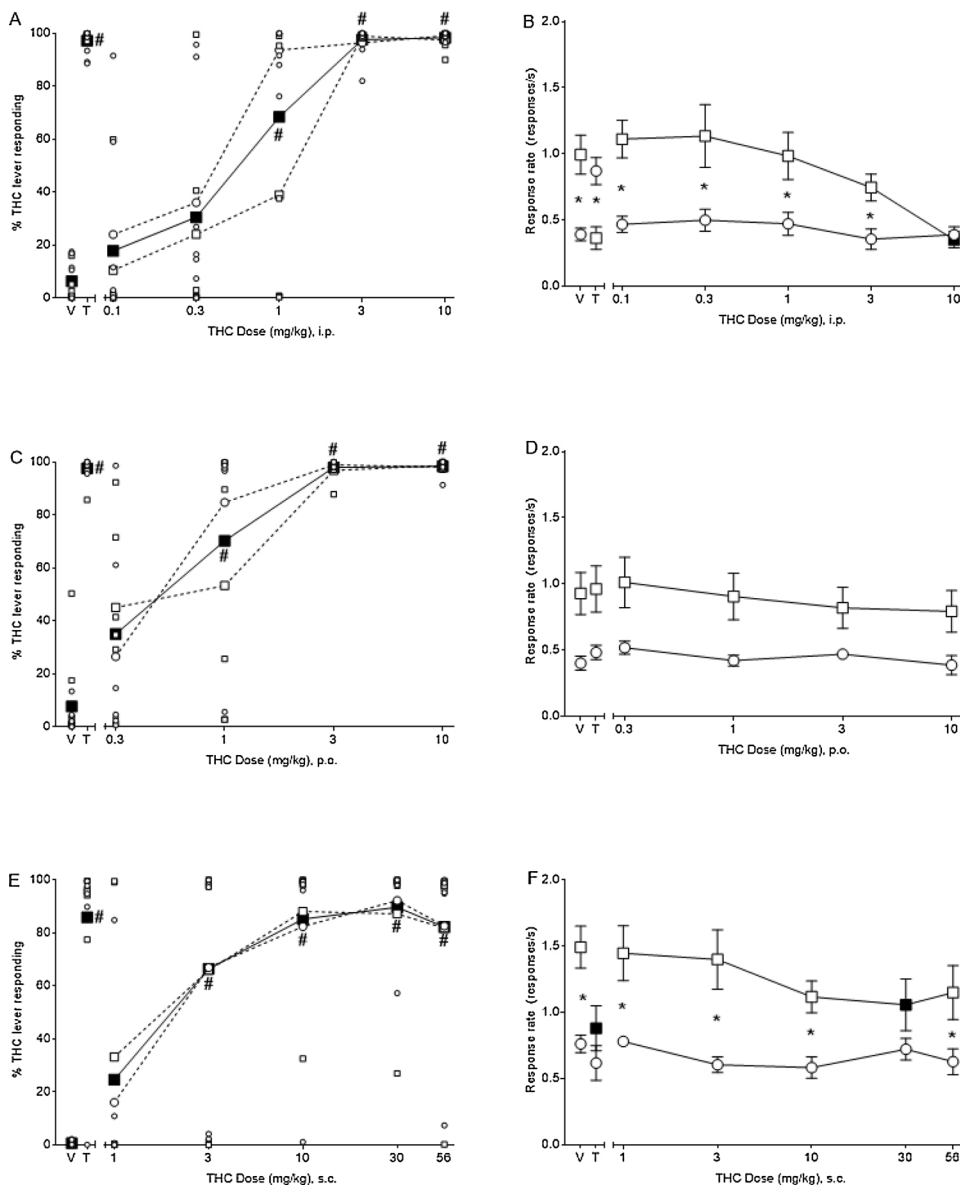 A
100
80
60
40
20
0
% THC lever responding
#
#
#
#
V T 0.1 0.3 1 3 10
THC Dose (mg/kg), i.p.
B
2.0
1.5
1.0
0.5
0.0
Response rate (responses/s)
* * * * * *
V T 0.1 0.3 1 3 10
THC Dose (mg/kg), i.p.
C
100
80
60
40
20
0
% THC lever responding
#
#
#
#
V T 0.3 1 3 10
THC Dose (mg/kg), p.o.
D
2.0
1.5
1.0
0.5
0.0
Response rate (responses/s)
V T 0.3 1 3 10
THC Dose (mg/kg), p.o.
E
100
80
60
40
20
0
% THC lever responding
#
#
#
#
#
V T 1 3 10 30 56
THC Dose (mg/kg), s.c.
F
2.0
1.5
1.0
0.5
0.0
Response rate (responses/s)
* * * * *
V T 1 3 10 30 56
THC Dose (mg/kg), s.c.